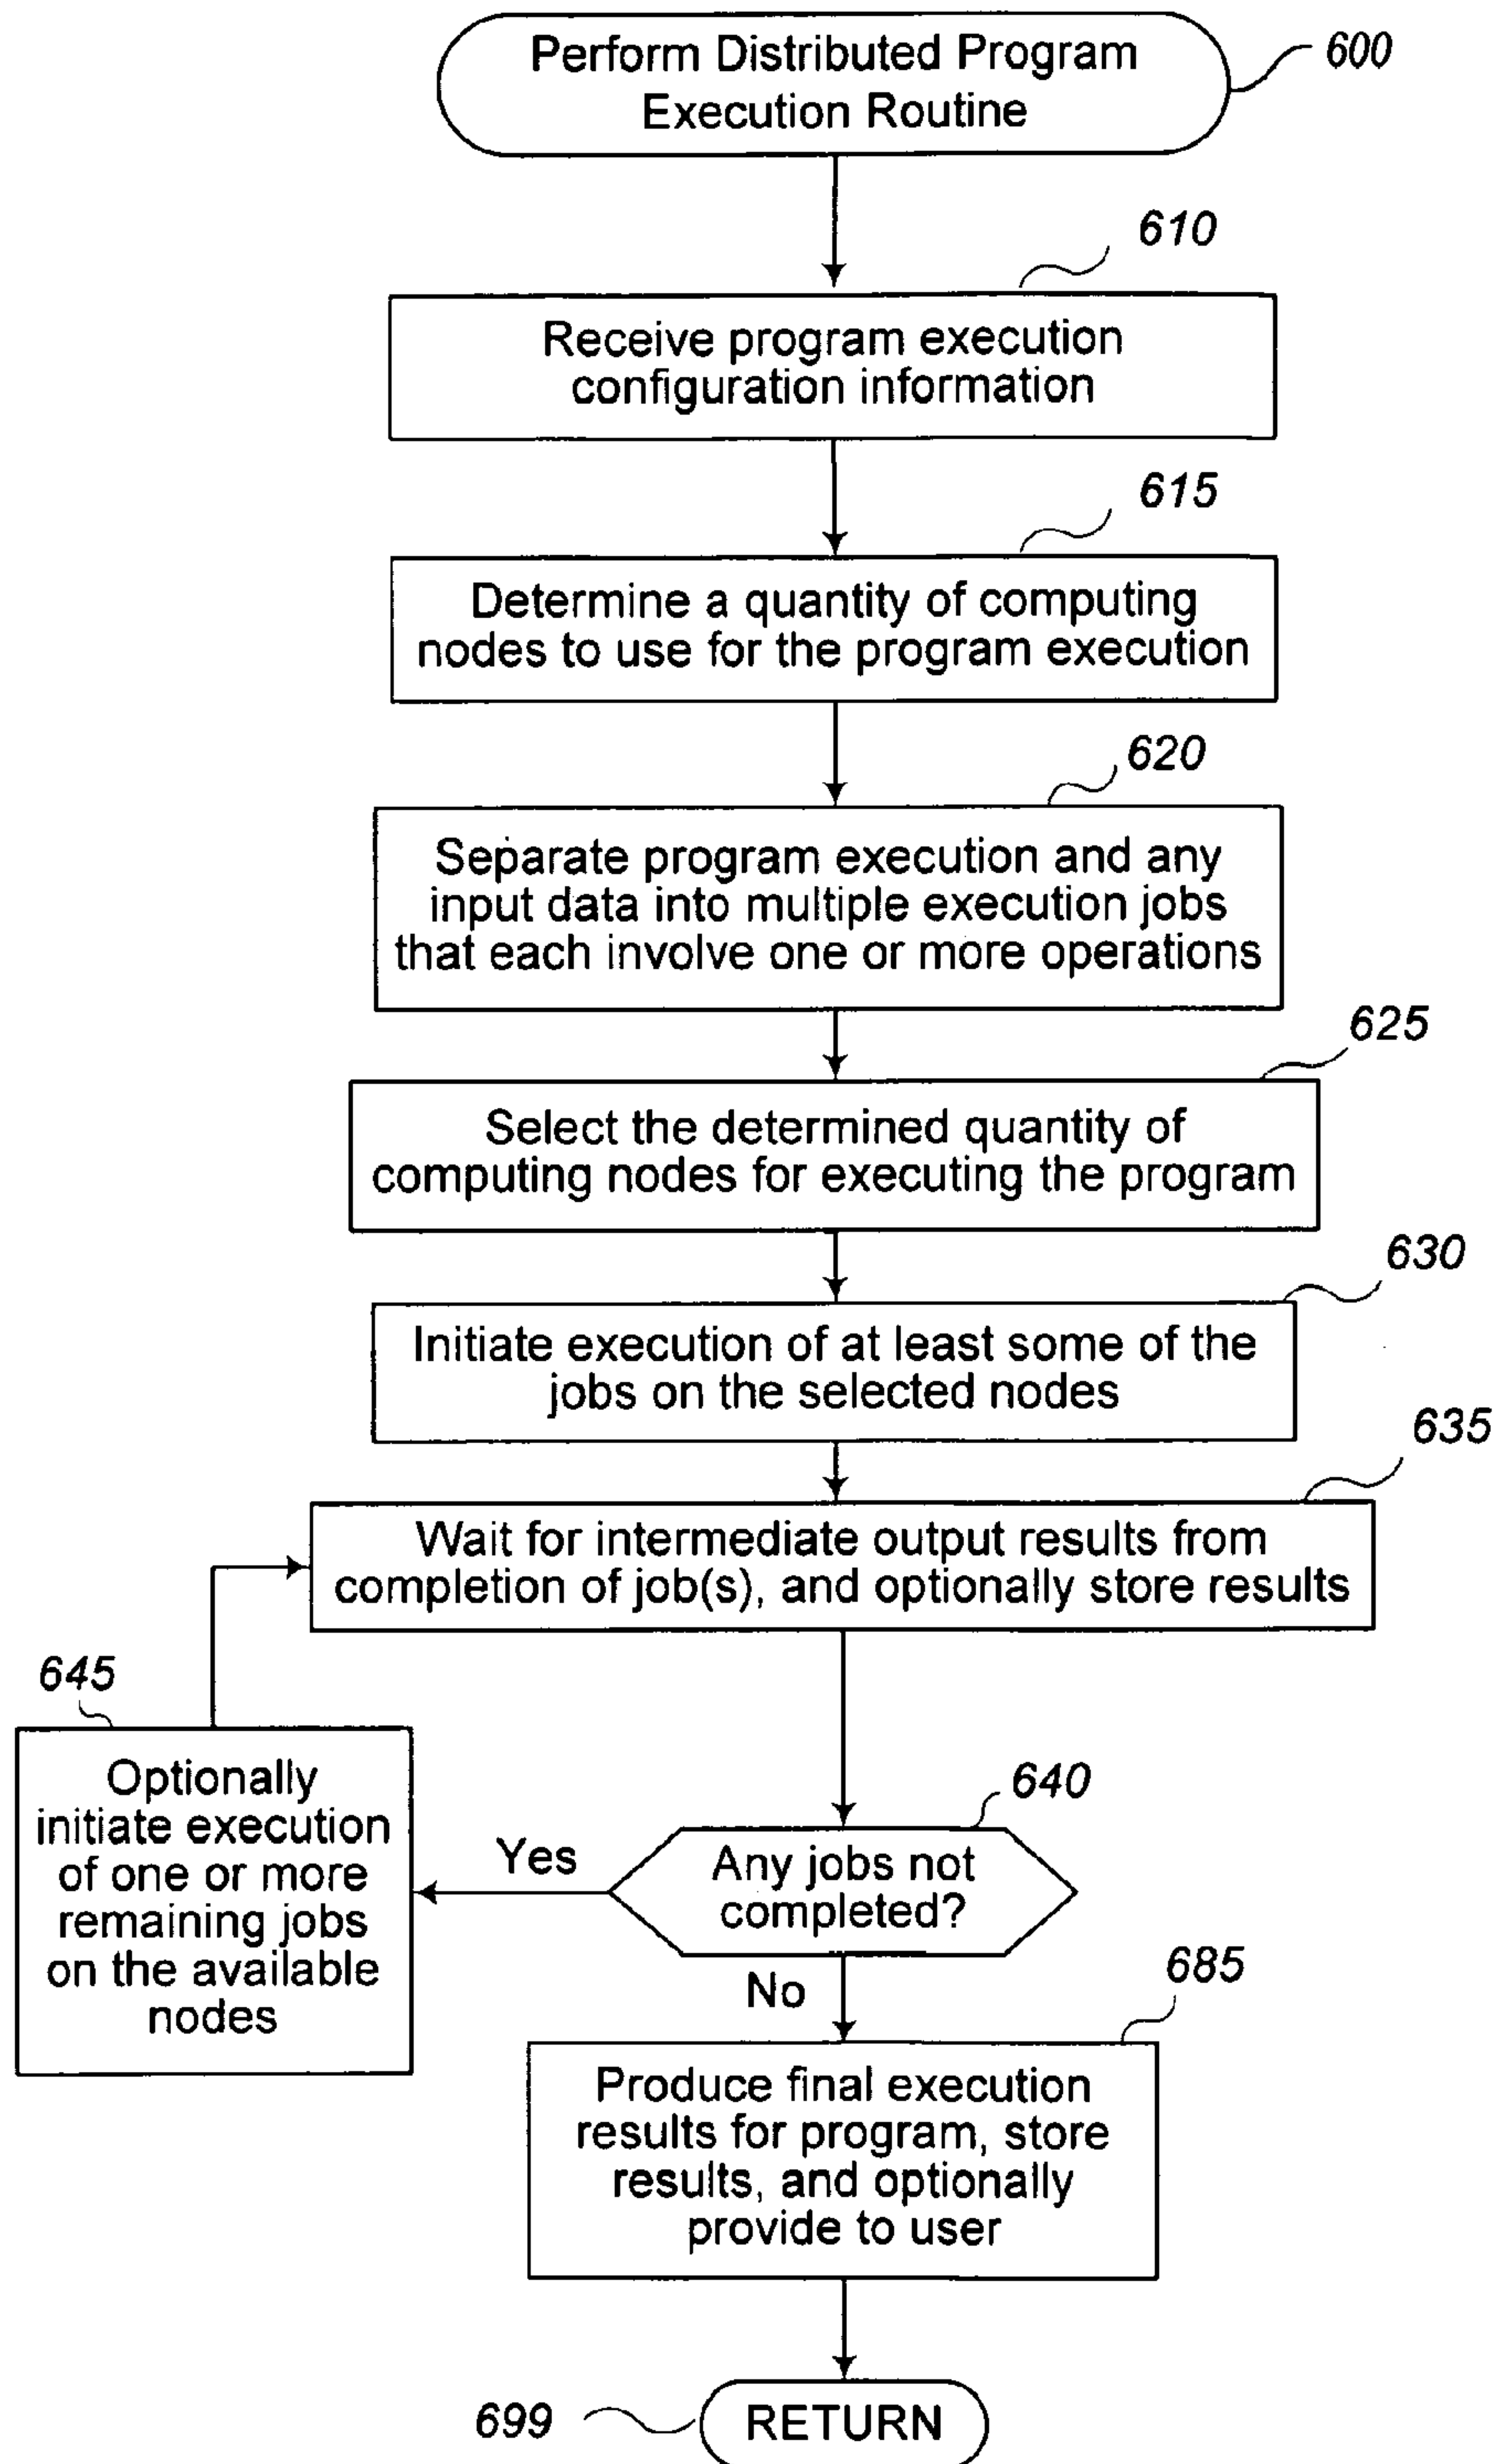 Perform Distributed Program
Execution Routine
600
610
Receive program execution
configuration information
615
Determine a quantity of computing
nodes to use for the program execution
620
Separate program execution and any
input data into multiple execution jobs
that each involve one or more operations
625
Select the determined quantity of
computing nodes for executing the program
630
Initiate execution of at least some of the
jobs on the selected nodes
635
Wait for intermediate output results from
completion of job(s), and optionally store results
645
Optionally
initiate execution
of one or more
remaining jobs
on the available
nodes
640
Yes
Any jobs not
completed?
No
685
Produce final execution
results for program, store
results, and optionally
provide to user
699
RETURN